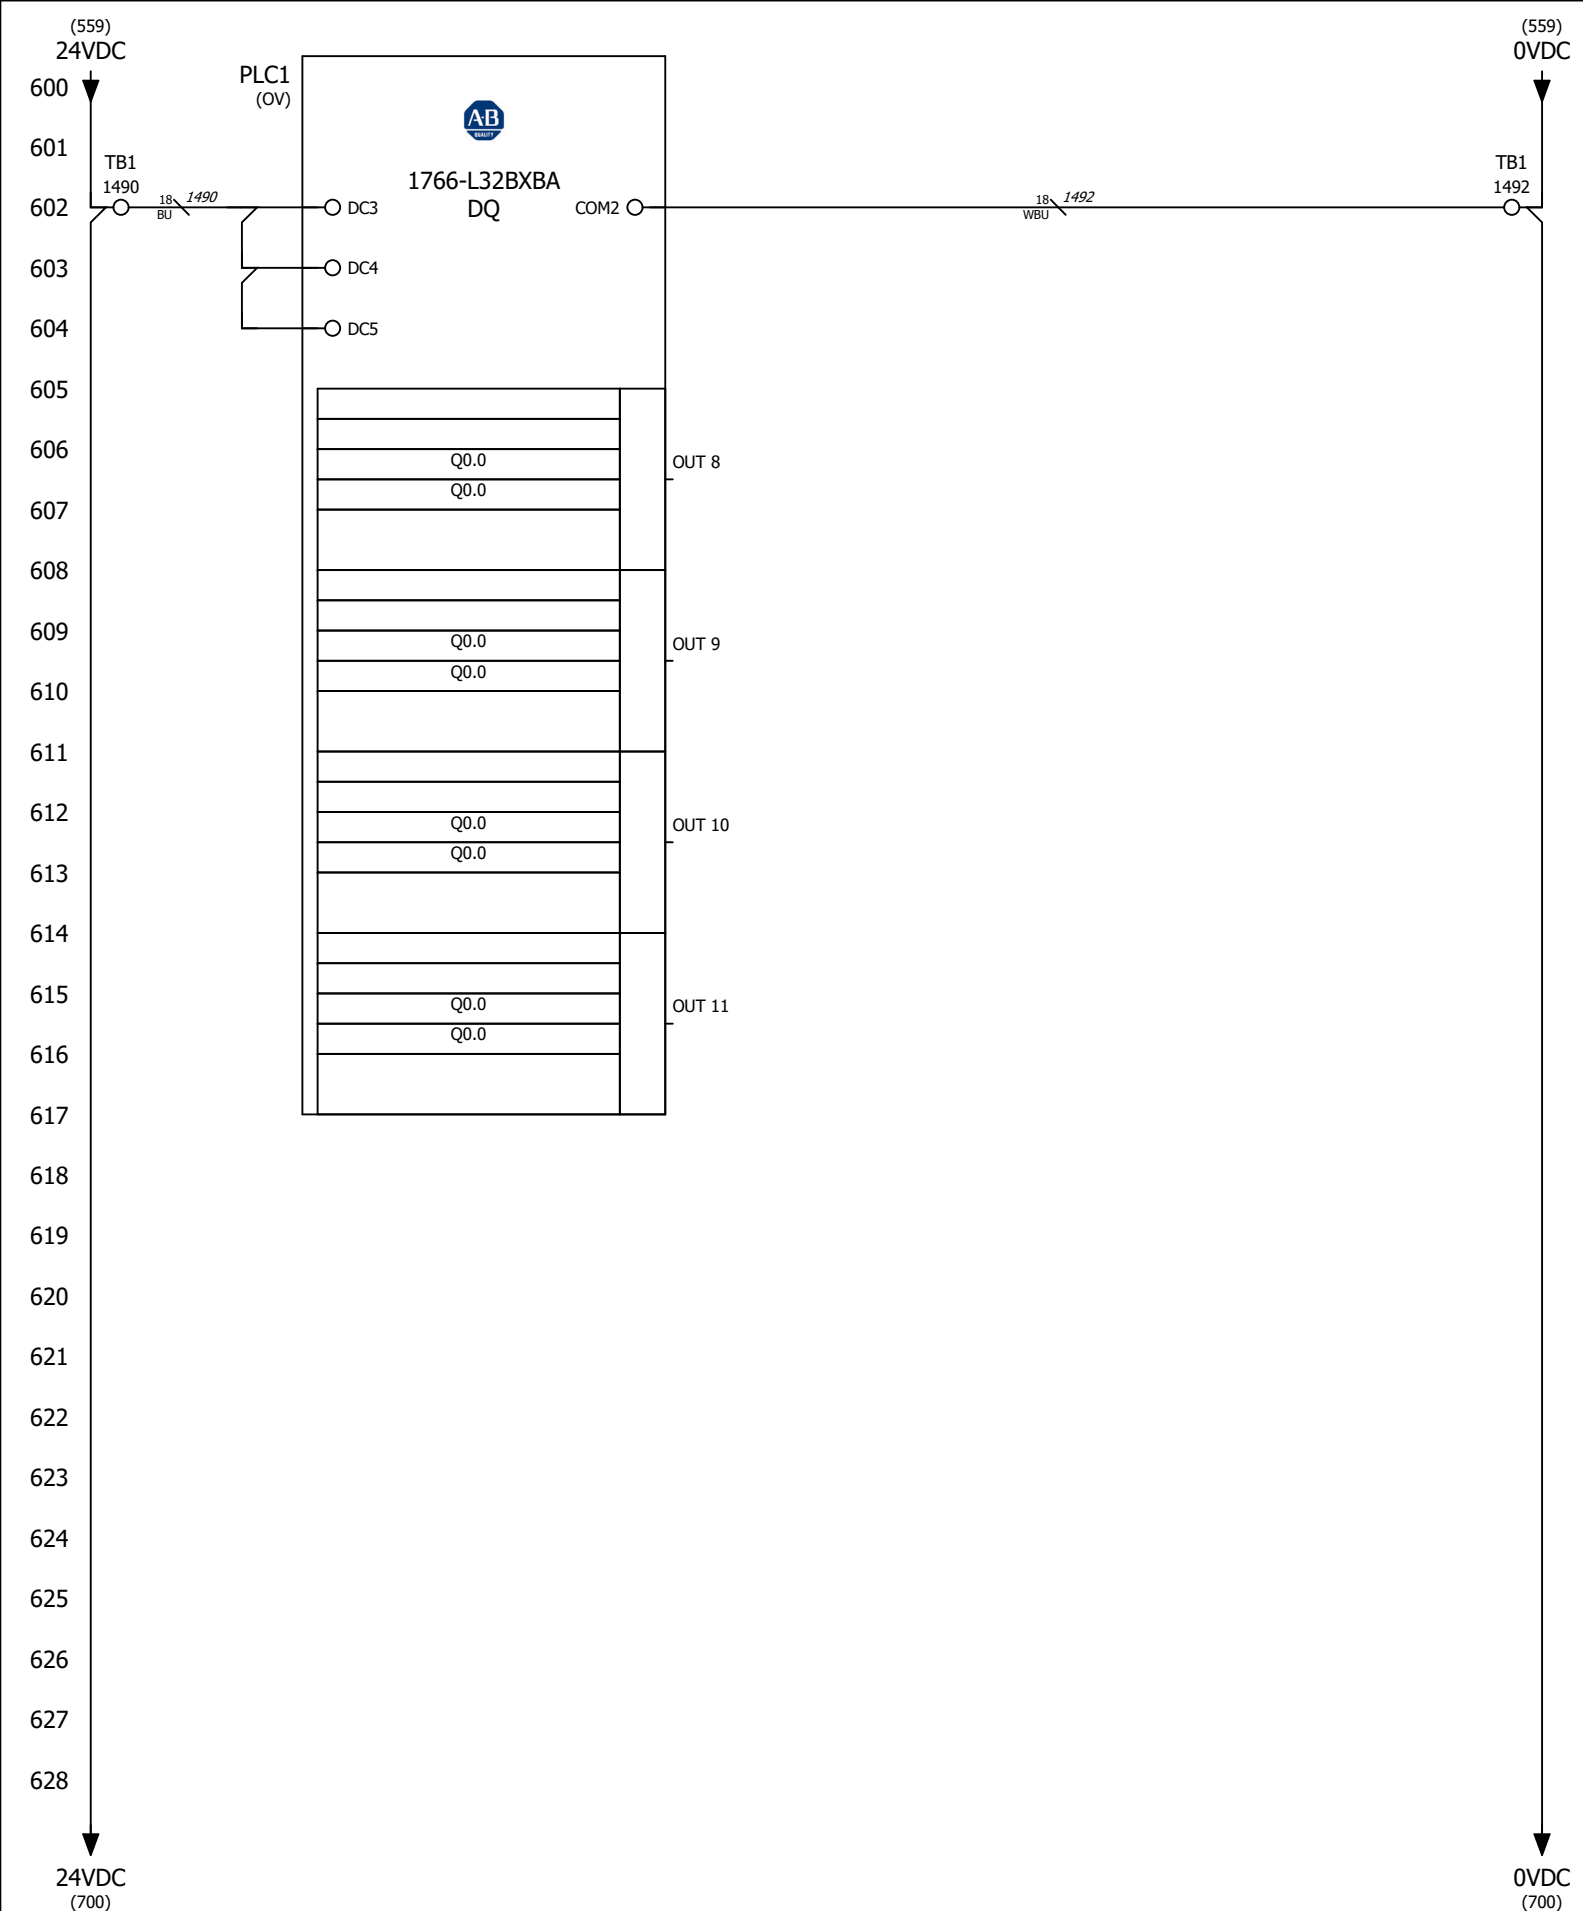 (559)
24VDC
(559)
0VDC
600
PLC1
(OV)
A·B
QUALITY
601
TB1
1490
TB1
1492
1766-L32BXBA
DQ
602
18
BU
1490
DC3
COM2
18
WBU
1492
603
DC4
604
DC5
605
606
Q0.0
OUT 8
Q0.0
607
608
609
Q0.0
OUT 9
Q0.0
610
611
612
Q0.0
OUT 10
Q0.0
613
614
615
Q0.0
OUT 11
Q0.0
616
617
618
619
620
621
622
623
624
625
626
627
628
24VDC
(700)
0VDC
(700)